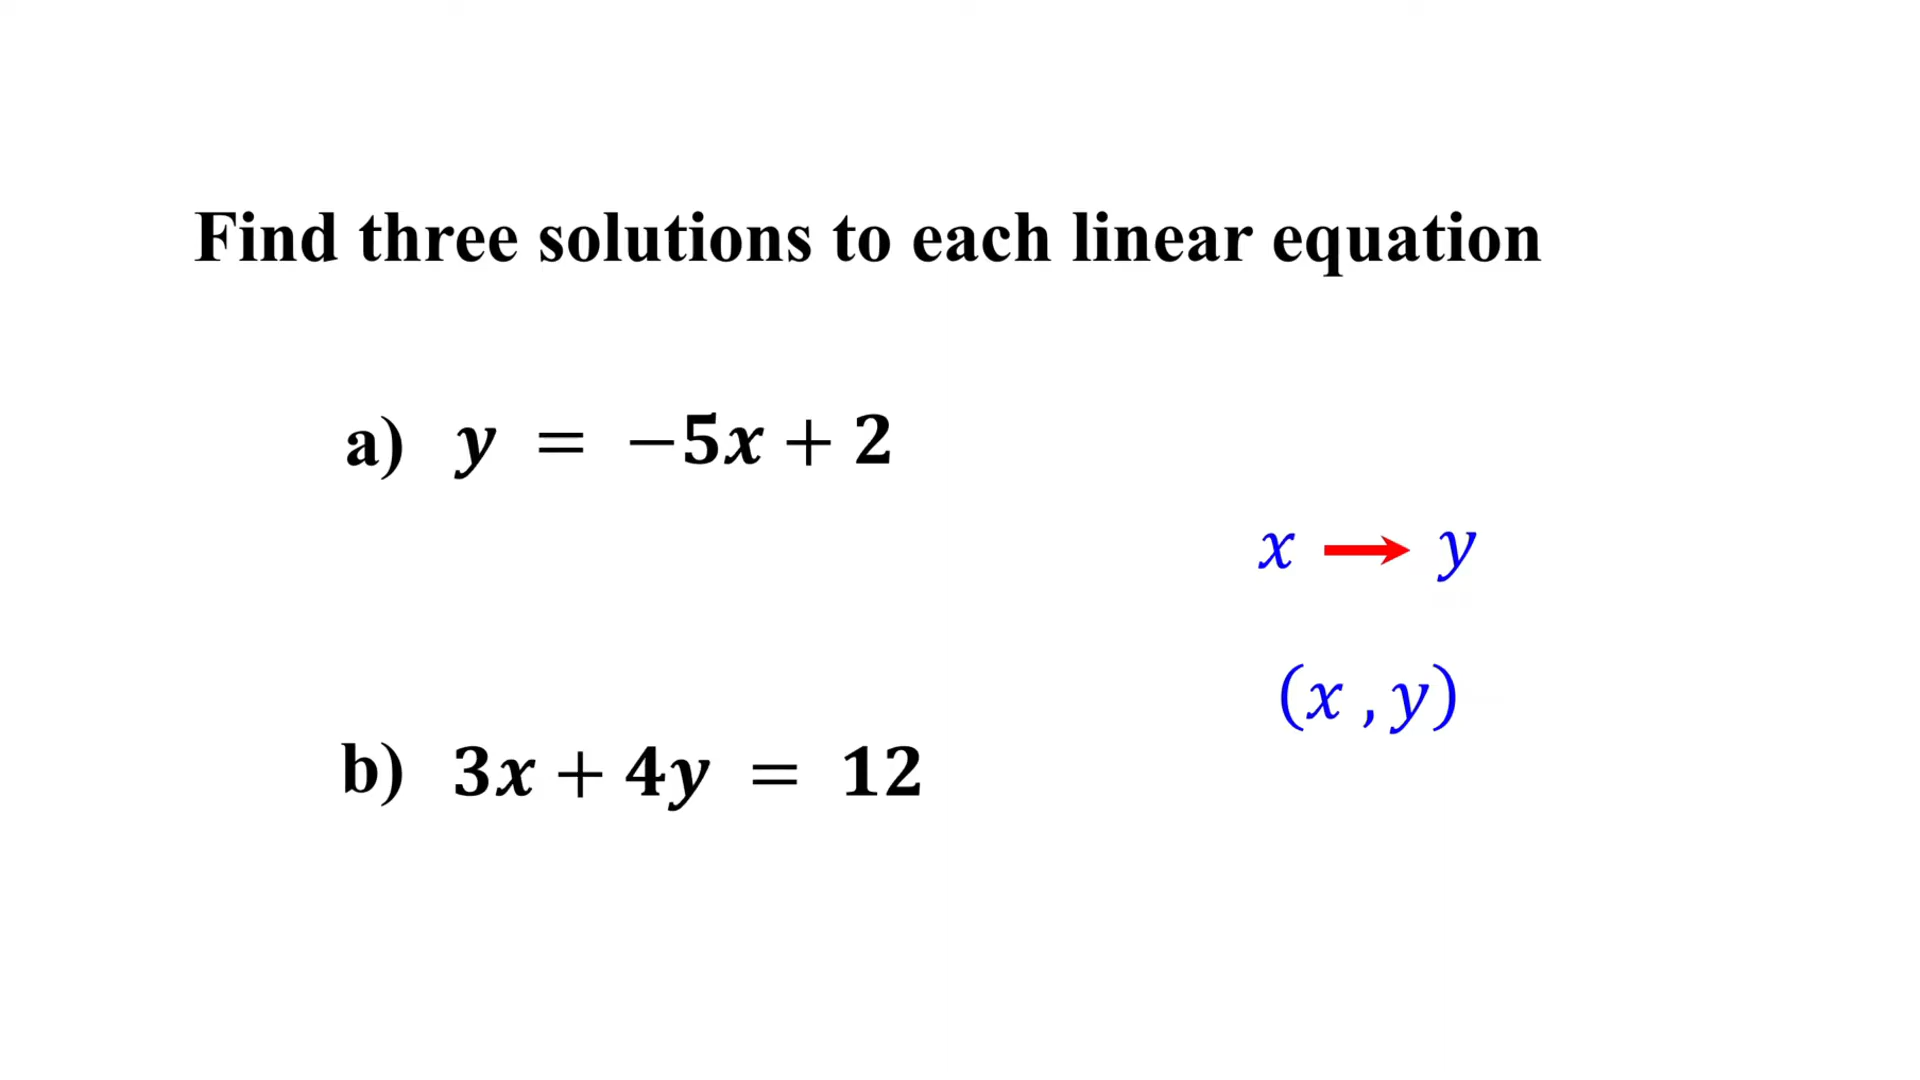 Find three solutions to each linear equation
a) y = −5x + 2
x → y
(x , y)
b) 3x + 4y = 12